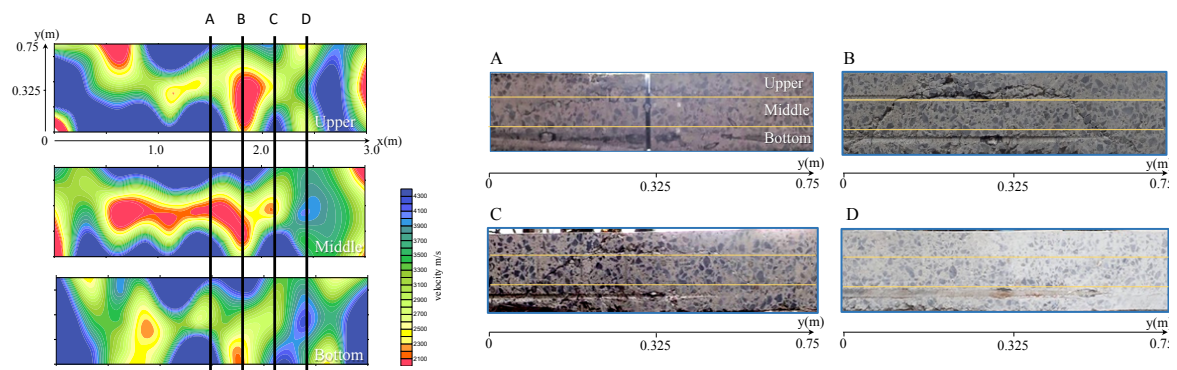 A B C D
y(m)
0.75
0.325
0
Upper
x(m)
1.0 2.0 3.0
Middle
Bottom
4300
4100
3900
3700
3500
3300
3100
2900
2700
2500
2300
2100
velocity m/s
A
Upper
Middle
Bottom
y(m)
0 0.325 0.75
B
y(m
0 0.325 0.7
C
y(m)
0 0.325 0.75
D
y(m
0 0.325 0.7